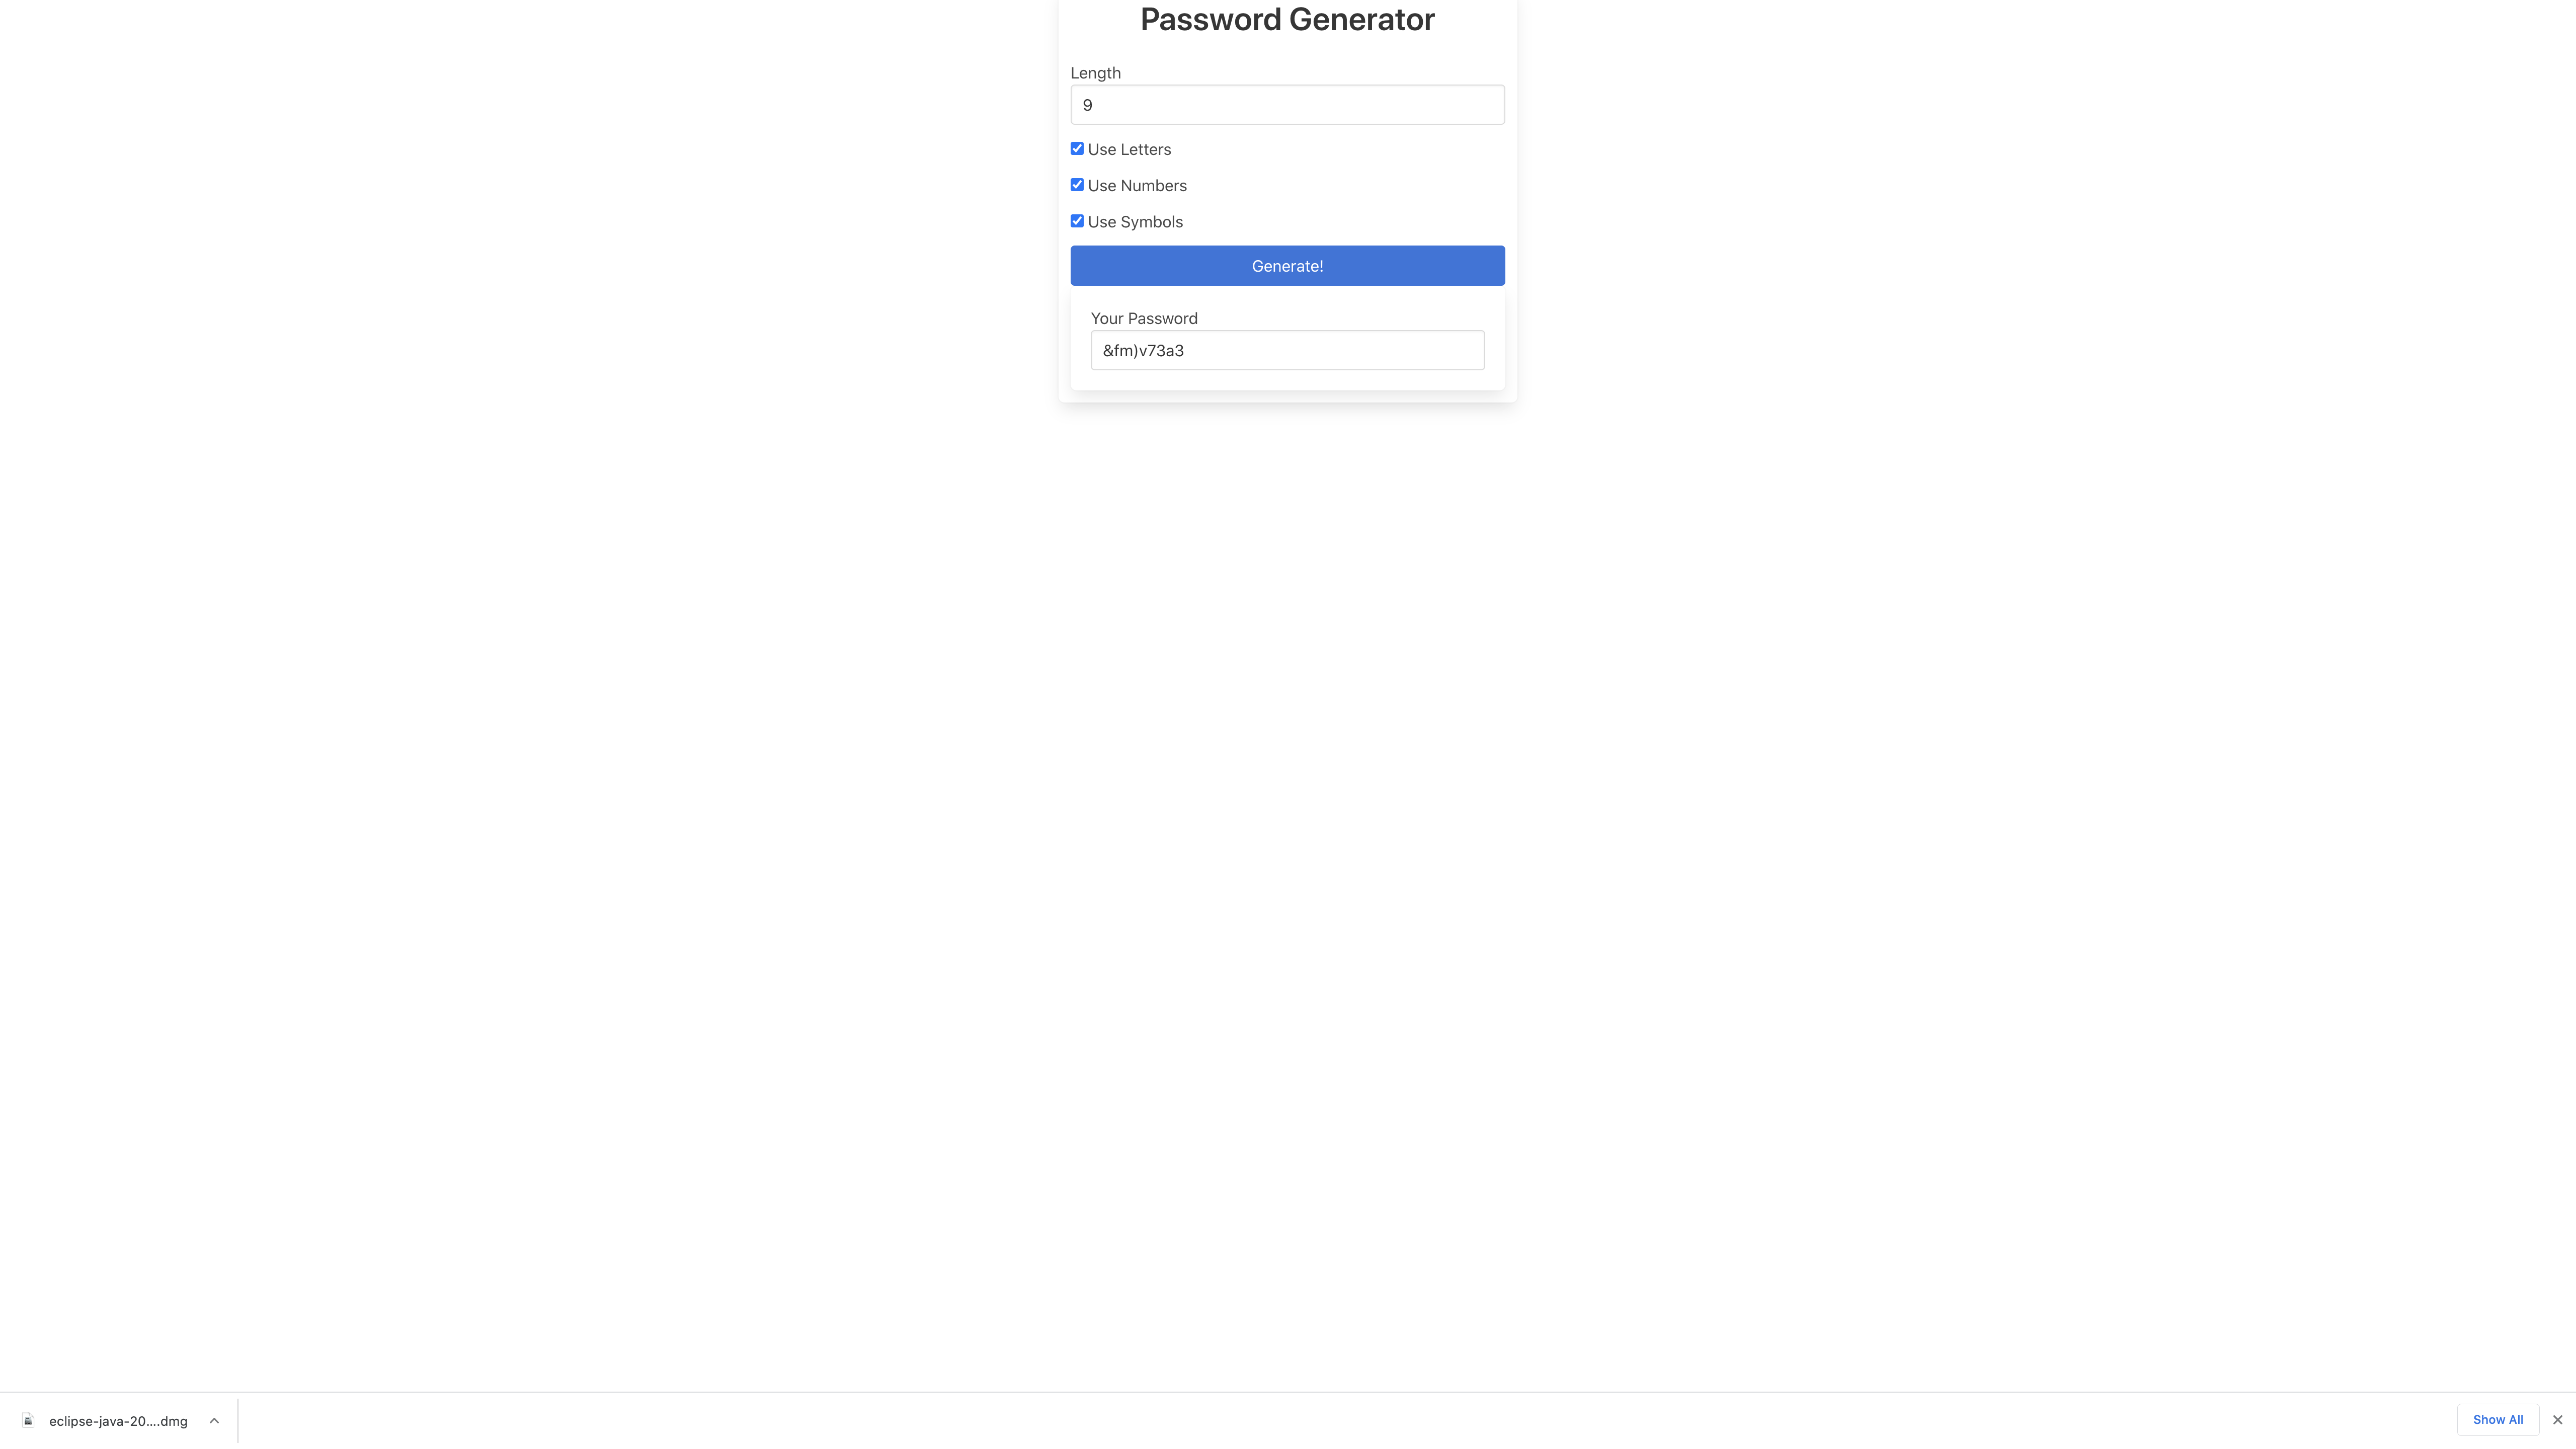 Password Generator
Length
9
Use Letters
Use Numbers
Use Symbols
Generate!
Your Password
&fm)v73a3
eclipse-java-20....dmg
Show All